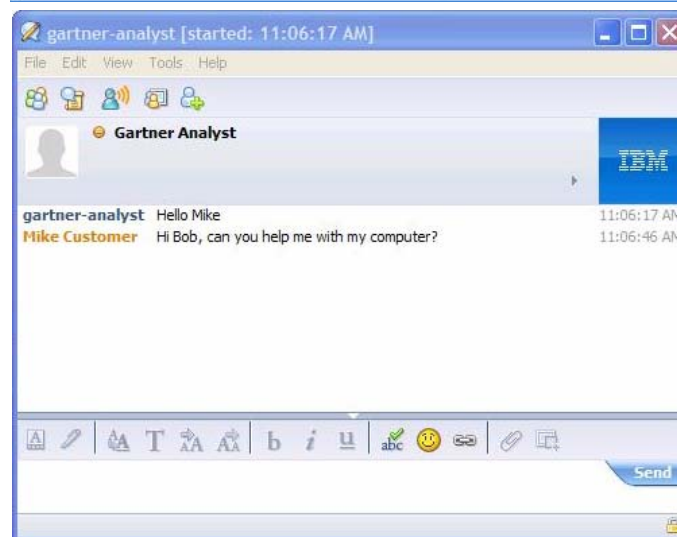 gartner-analyst [started: 11:06:17 AM]
File Edit View Tools Help
Gartner Analyst
IBM
gartner-analyst Hello Mike 11:06:17 AM
Mike Customer Hi Bob, can you help me with my computer? 11:06:46 AM
A A A T A A A A b i u abc
Send